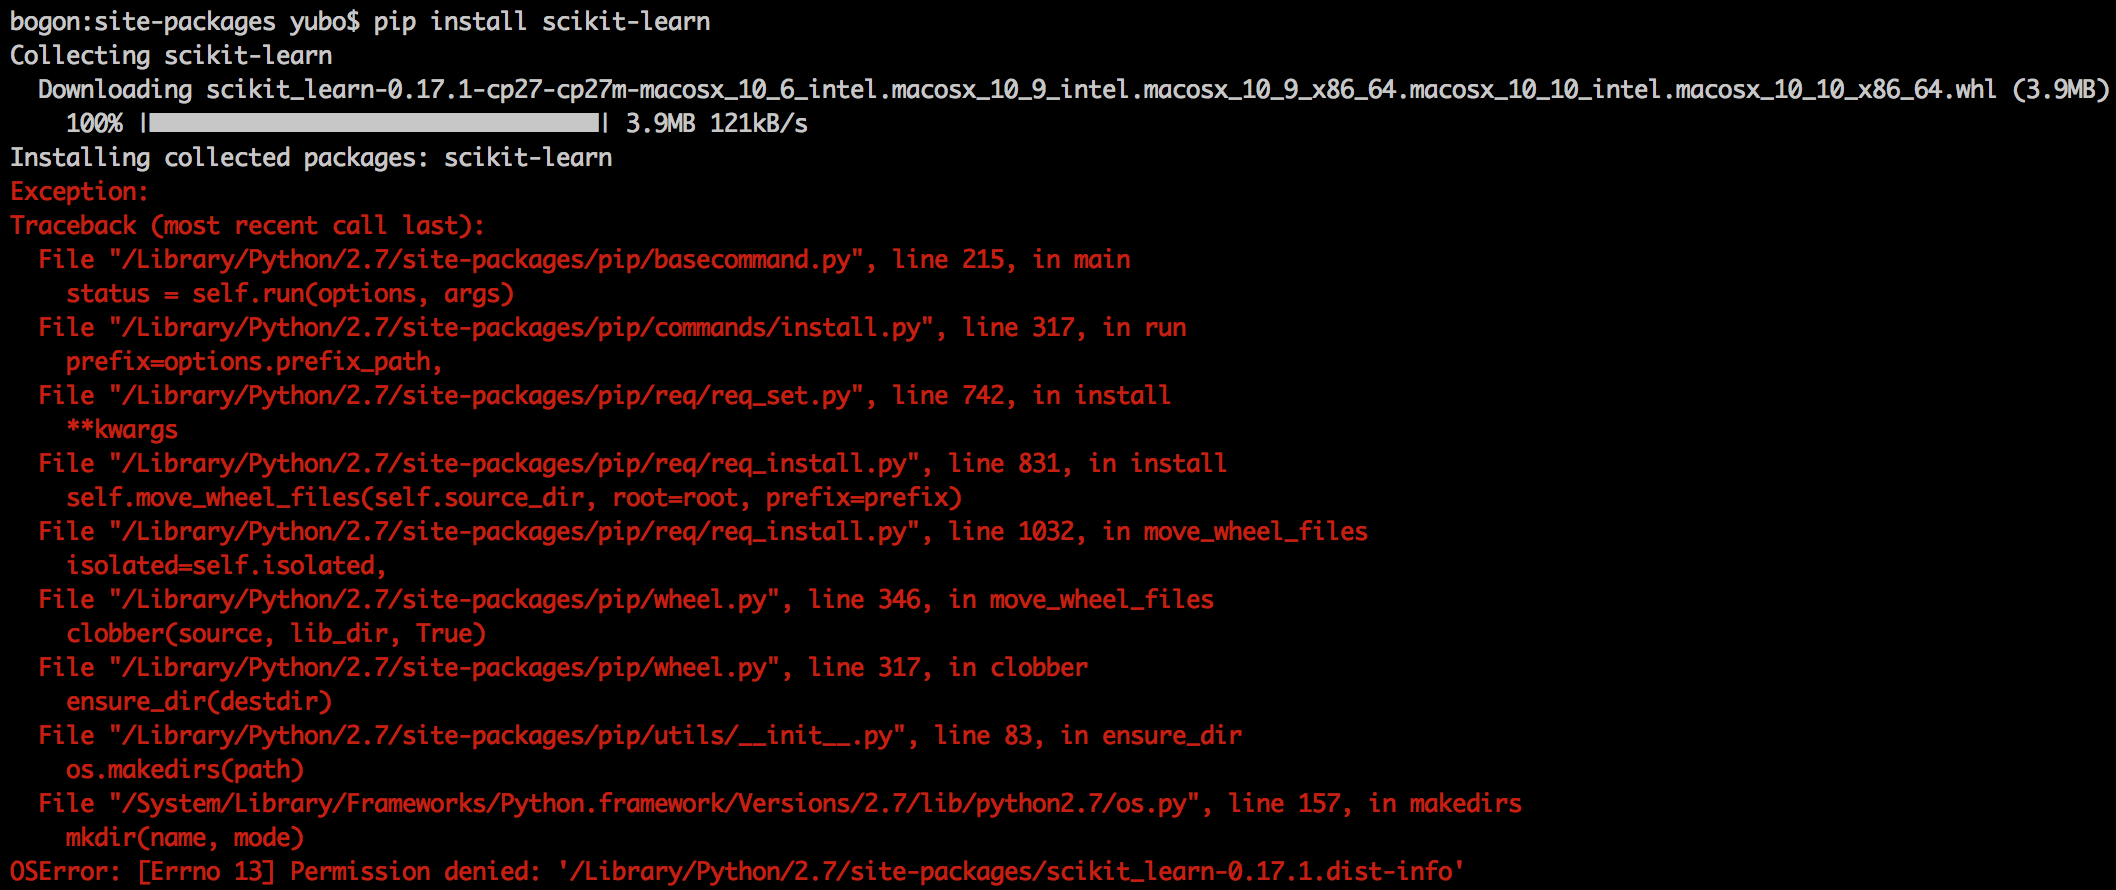 bogon:site-packages yubo$ pip install scikit-learn
Collecting scikit-learn
  Downloading scikit_learn-0.17.1-cp27-cp27m-macosx_10_6_intel.macosx_10_9_intel.macosx_10_9_x86_64.macosx_10_10_intel.macosx_10_10_x86_64.whl (3.9MB)
    100% |████████████████████████████████| 3.9MB 121kB/s
Installing collected packages: scikit-learn
Exception:
Traceback (most recent call last):
  File "/Library/Python/2.7/site-packages/pip/basecommand.py", line 215, in main
    status = self.run(options, args)
  File "/Library/Python/2.7/site-packages/pip/commands/install.py", line 317, in run
    prefix=options.prefix_path,
  File "/Library/Python/2.7/site-packages/pip/req/req_set.py", line 742, in install
    **kwargs
  File "/Library/Python/2.7/site-packages/pip/req/req_install.py", line 831, in install
    self.move_wheel_files(self.source_dir, root=root, prefix=prefix)
  File "/Library/Python/2.7/site-packages/pip/req/req_install.py", line 1032, in move_wheel_files
    isolated=self.isolated,
  File "/Library/Python/2.7/site-packages/pip/wheel.py", line 346, in move_wheel_files
    clobber(source, lib_dir, True)
  File "/Library/Python/2.7/site-packages/pip/wheel.py", line 317, in clobber
    ensure_dir(destdir)
  File "/Library/Python/2.7/site-packages/pip/utils/__init__.py", line 83, in ensure_dir
    os.makedirs(path)
  File "/System/Library/Frameworks/Python.framework/Versions/2.7/lib/python2.7/os.py", line 157, in makedirs
    mkdir(name, mode)
OSError: [Errno 13] Permission denied: '/Library/Python/2.7/site-packages/scikit_learn-0.17.1.dist-info'